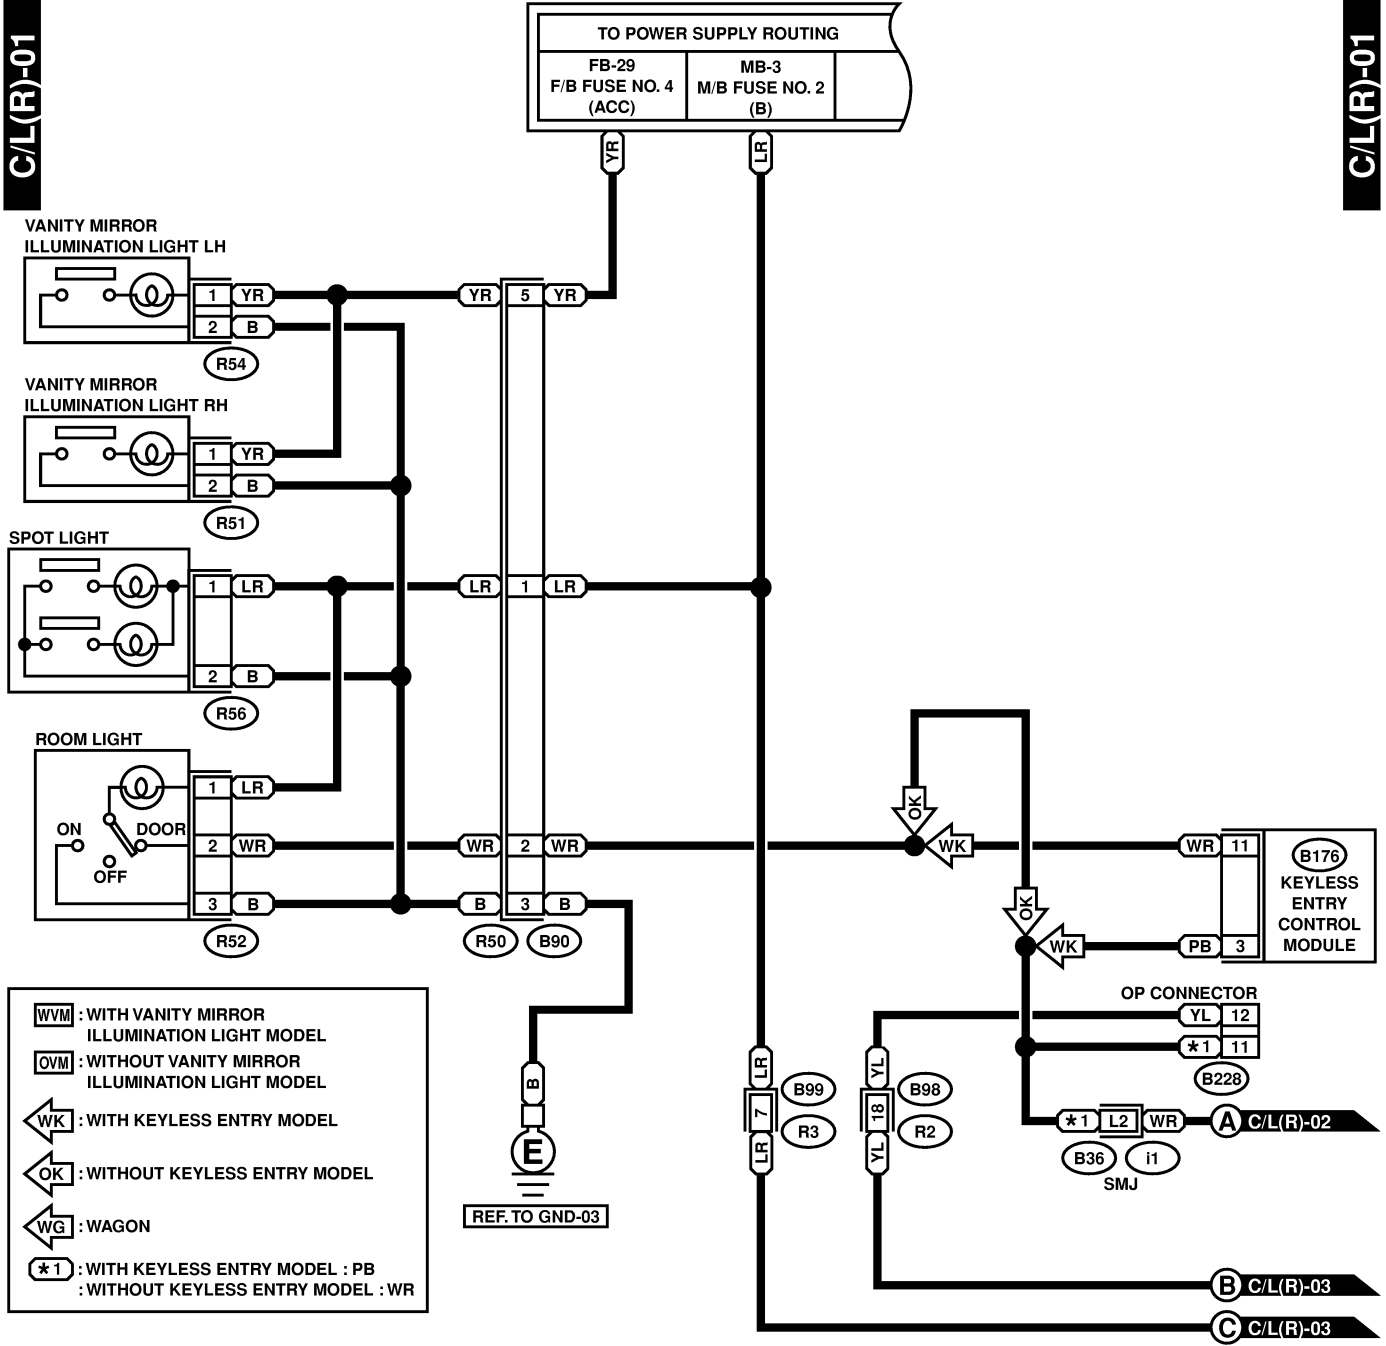 C/L(R)-01
C/L(R)-01
TO POWER SUPPLY ROUTING
FB-29
F/B FUSE NO. 4
(ACC)
MB-3
M/B FUSE NO. 2
(B)
YR
LR
VANITY MIRROR
ILLUMINATION LIGHT LH
1 YR
2 B
R54
YR 5 YR
VANITY MIRROR
ILLUMINATION LIGHT RH
1 YR
2 B
R51
SPOT LIGHT
1 LR
LR 1 LR
2 B
R56
ROOM LIGHT
1 LR
ON
DOOR
OFF
2 WR
WR 2 WR
3 B
B 3 B
R52
R50
B90
OK
WK
WR 11
B176
KEYLESS
ENTRY
CONTROL
MODULE
OK
WK
PB 3
OP CONNECTOR
YL 12
*1 11
B228
LR
7
LR
B99
R3
YL
18
YL
B98
R2
*1 L2 WR
A C/L(R)-02
B36
i1
SMJ
B
E
REF. TO GND-03
WVM : WITH VANITY MIRROR
ILLUMINATION LIGHT MODEL
OVM : WITHOUT VANITY MIRROR
ILLUMINATION LIGHT MODEL
WK : WITH KEYLESS ENTRY MODEL
OK : WITHOUT KEYLESS ENTRY MODEL
WG : WAGON
*1 : WITH KEYLESS ENTRY MODEL : PB
: WITHOUT KEYLESS ENTRY MODEL : WR
B C/L(R)-03
C C/L(R)-03